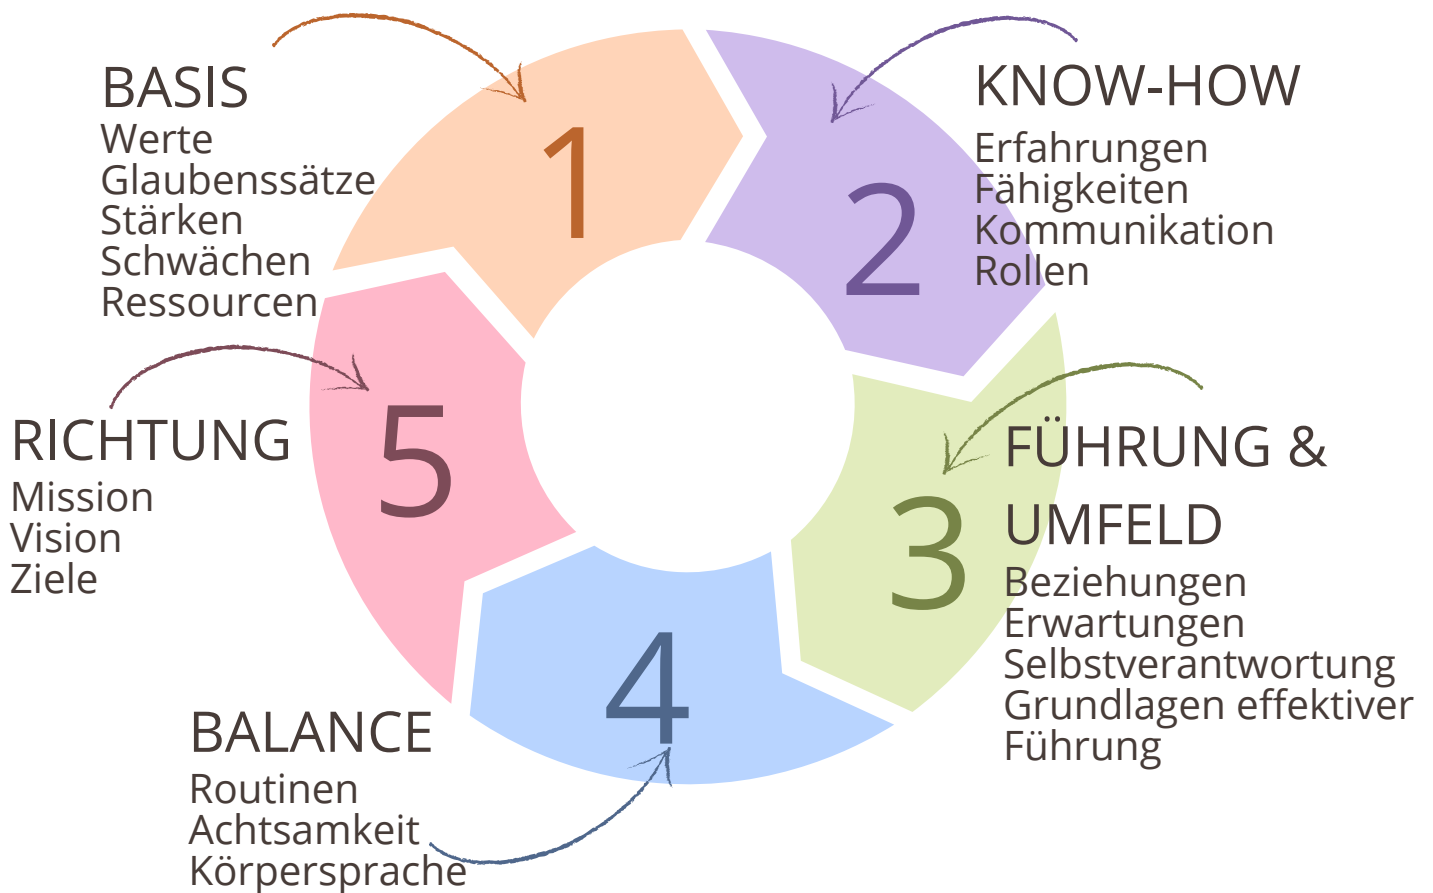 BASIS
Werte
Glaubenssätze
Stärken
Schwächen
Ressourcen
1
KNOW-HOW
Erfahrungen
Fähigkeiten
Kommunikation
Rollen
2
FÜHRUNG &
UMFELD
Beziehungen
Erwartungen
Selbstverantwortung
Grundlagen effektiver
Führung
3
BALANCE
Routinen
Achtsamkeit
Körpersprache
4
RICHTUNG
Mission
Vision
Ziele
5